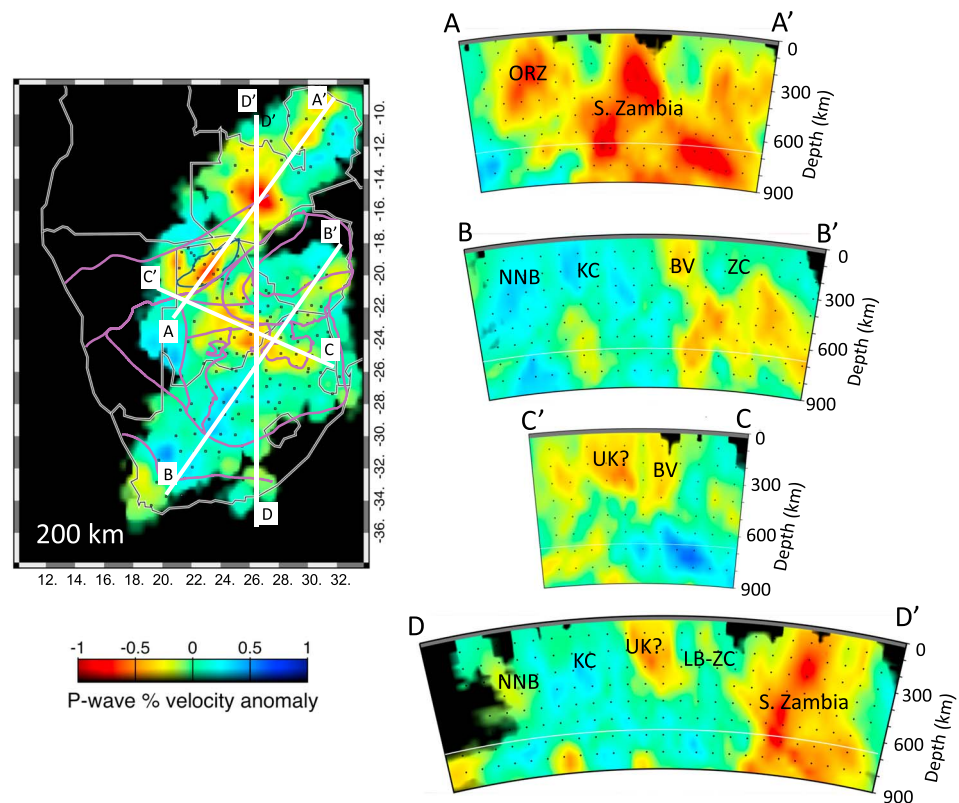 A
A'
0
300
600
900
Depth (km)
ORZ
S. Zambia
D'
A'
D'
B'
C'
A
C
B
D
200 km
-10.
-12.
-14.
-16.
-18.
-20.
-22.
-24.
-26.
-28.
-30.
-32.
-34.
-36.
12. 14. 16. 18. 20. 22. 24. 26. 28. 30. 32.
B
B'
0
300
600
900
Depth (km)
NNB
KC
BV
ZC
C'
C
0
300
600
900
Depth (km)
UK?
BV
-1 -0.5 0 0.5 1
P-wave % velocity anomaly
D
D'
0
300
600
900
Depth (km)
NNB
KC
UK?
LB-ZC
S. Zambia